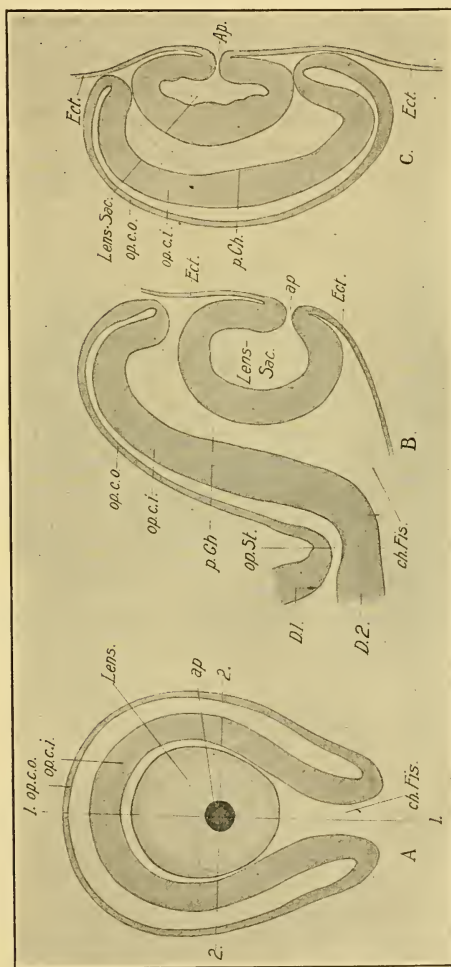 1. op.c.o.
op.c.i.
Lens.
ap
2.
2.
ch.Fis.
A
1.
op.c.o.
op.c.i.
p.Ch
op.St.
D.1.
D.2.
Ect.
Lens-
Sac.
ap
Ect.
ch.Fis.
B.
Ect.
Lens-Sac.
op.c.o.
op.c.i.
p.Ch.
Ap.
Ect.
C.